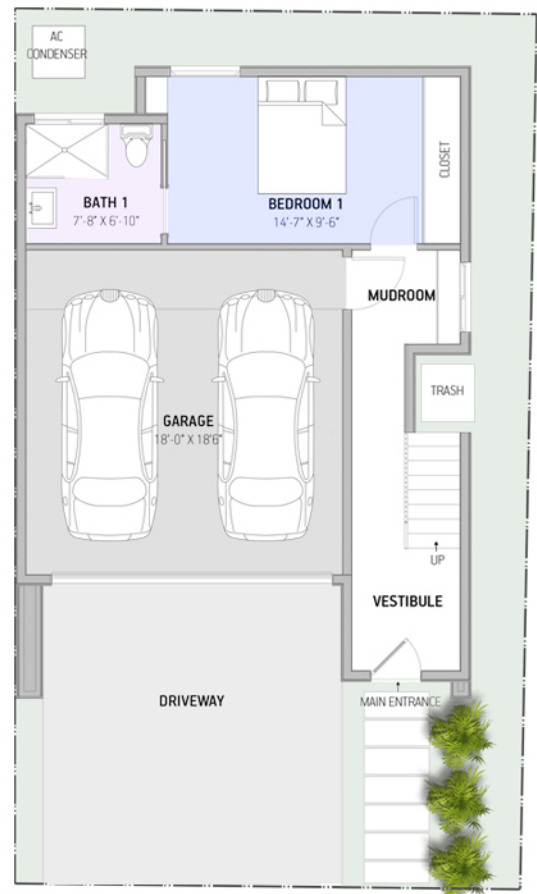 AC
CONDENSER
CLOSET
BATH 1
7'-8" X 6'-10"
BEDROOM 1
14'-7" X 9'-6"
MUDROOM
TRASH
GARAGE
18'-0" X 18'6"
UP
VESTIBULE
MAIN ENTRANCE
DRIVEWAY